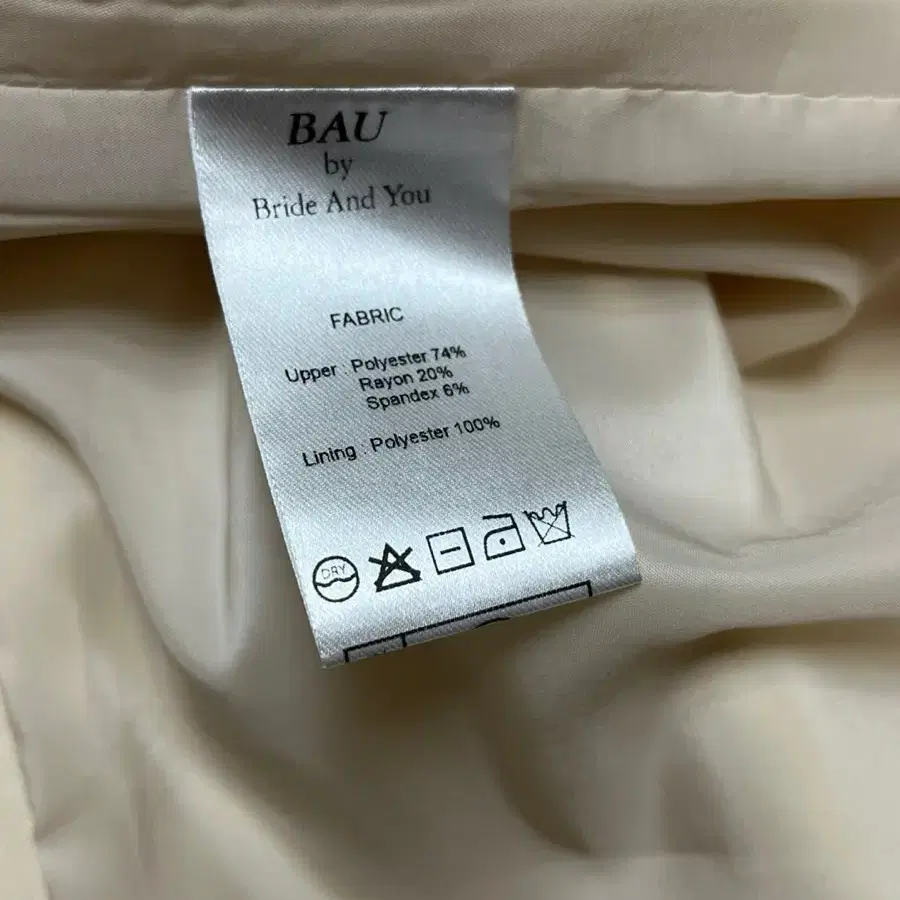 BAU
by
Bride And You
FABRIC
Upper : Polyester 74%
Rayon 20%
Spandex 6%
Lining : Polyester 100%
DRY